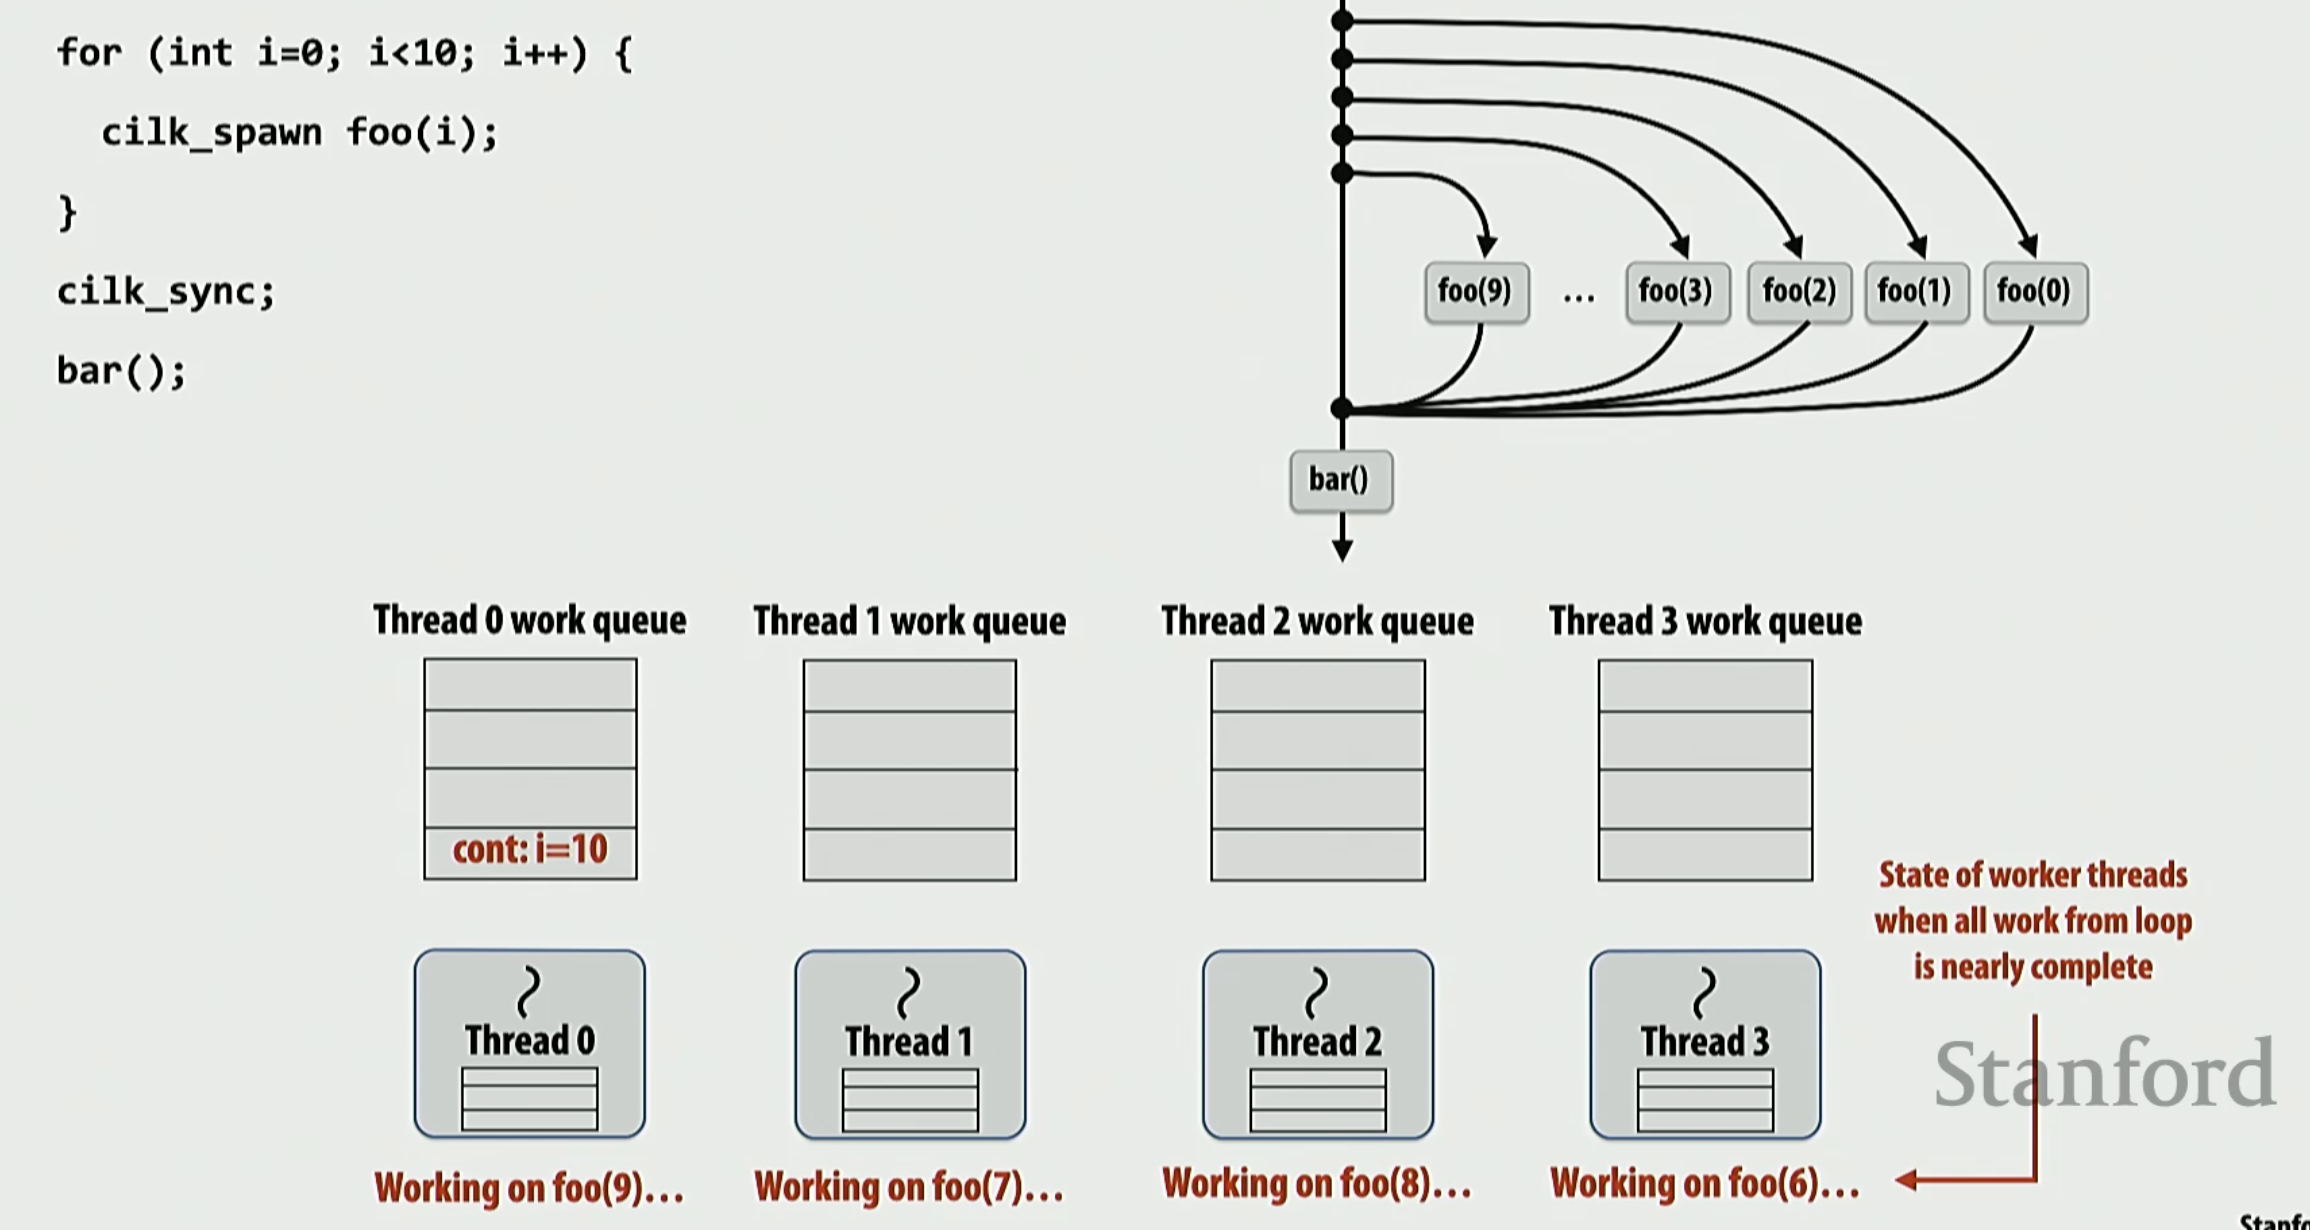 for (int i=0; i<10; i++) {
cilk_spawn foo(i);
}
cilk_sync;
bar();
foo(9) ... foo(3) foo(2) foo(1) foo(0)
bar()
Thread 0 work queue
Thread 1 work queue
Thread 2 work queue
Thread 3 work queue
cont: i=10
State of worker threads
when all work from loop
is nearly complete
Thread 0
Thread 1
Thread 2
Thread 3
Stanford
Working on foo(9)...
Working on foo(7)...
Working on foo(8)...
Working on foo(6)...